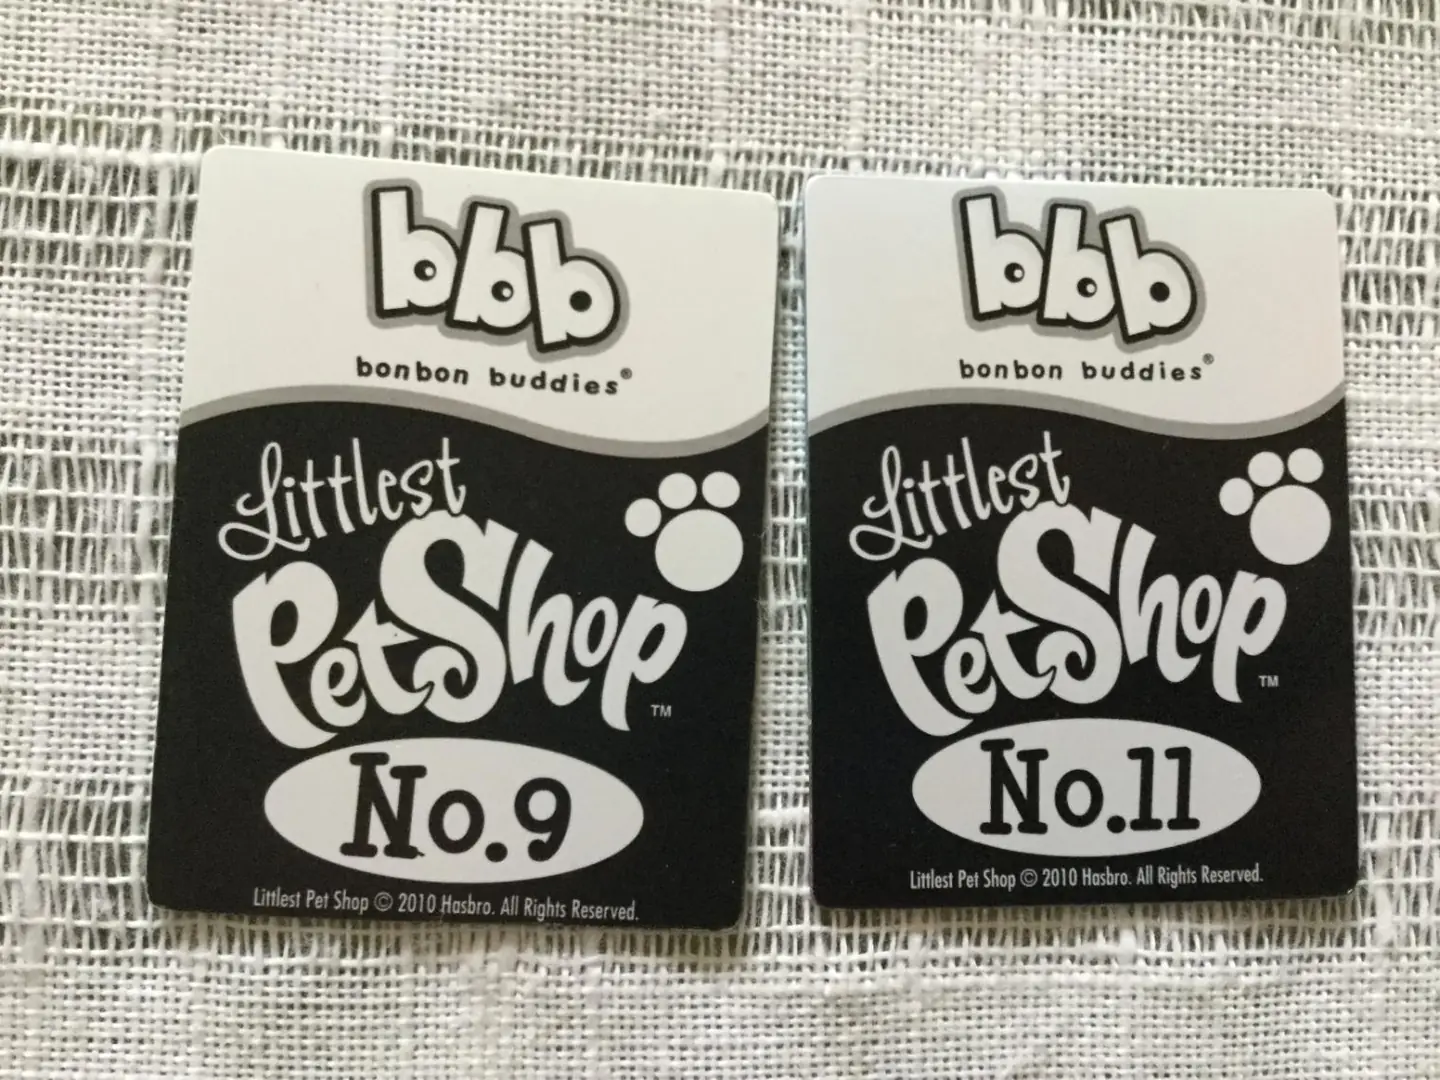 bbb
bonbon buddies®
Littlest
PetShop™
No.9
Littlest Pet Shop © 2010 Hasbro. All Rights Reserved.
bbb
bonbon buddies®
Littlest
PetShop™
No.11
Littlest Pet Shop © 2010 Hasbro. All Rights Reserved.